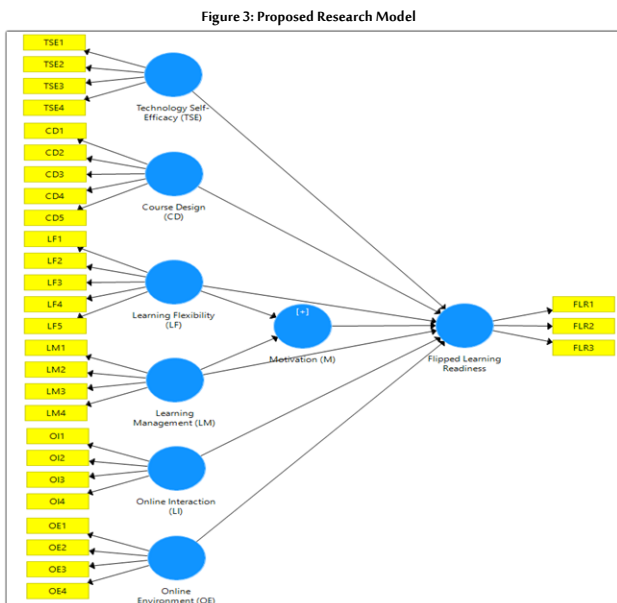 Figure 3: Proposed Research Model
TSE1
TSE2
TSE3
TSE4
Technology Self-
Efficacy (TSE)
CD1
CD2
CD3
CD4
CD5
Course Design
(CD)
LF1
LF2
LF3
LF4
LF5
Learning Flexibility
(LF)
[+]
Motivation (M)
Flipped Learning
Readiness
FLR1
FLR2
FLR3
LM1
LM2
LM3
LM4
Learning
Management (LM)
OI1
OI2
OI3
OI4
Online Interaction
(LI)
OE1
OE2
OE3
OE4
Online
Environment (OE)